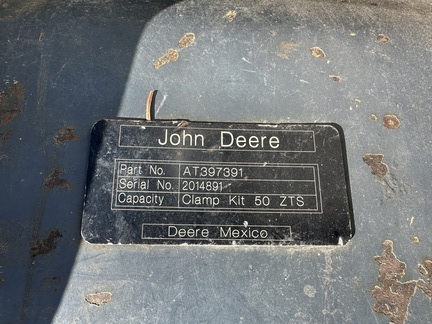 John Deere
Part No. AT397391
Serial No. 2014891
Capacity Clamp Kit 50 ZTS
Deere Mexico